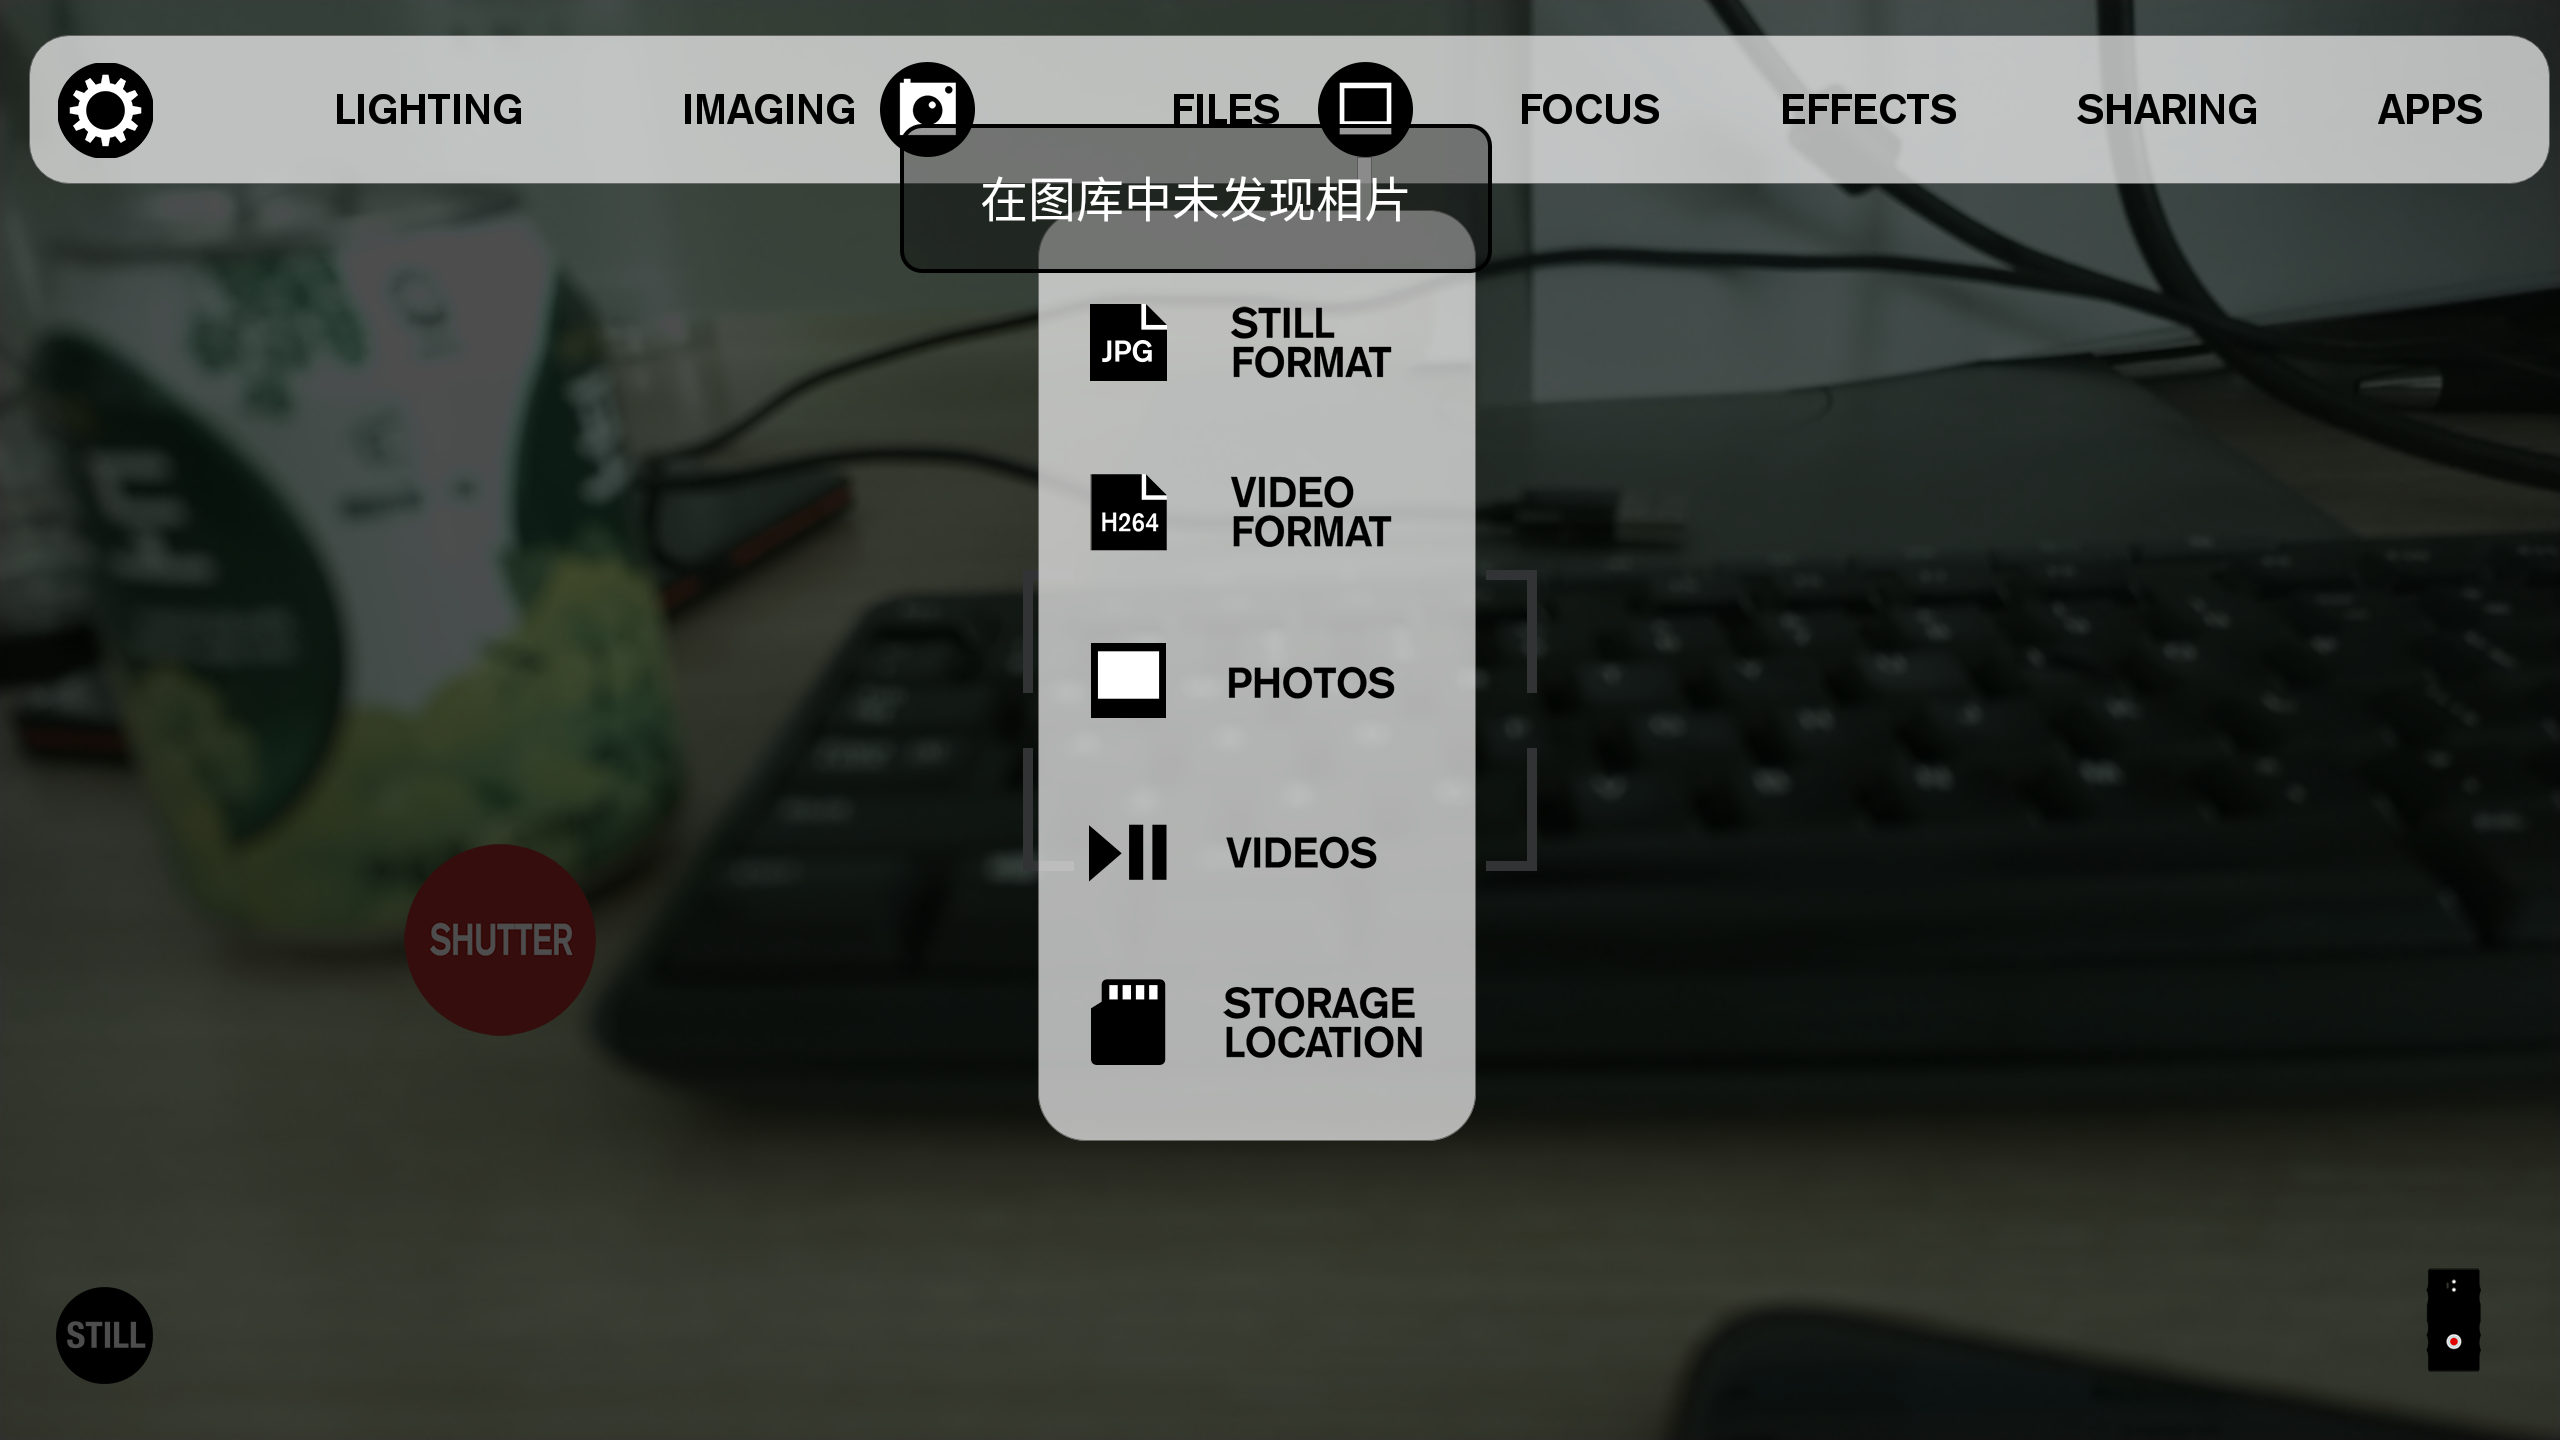 LIGHTING
IMAGING
FILES
FOCUS
EFFECTS
SHARING
APPS
在图库中未发现相片
JPG
STILL
FORMAT
H264
VIDEO
FORMAT
PHOTOS
VIDEOS
STORAGE
LOCATION
SHUTTER
STILL